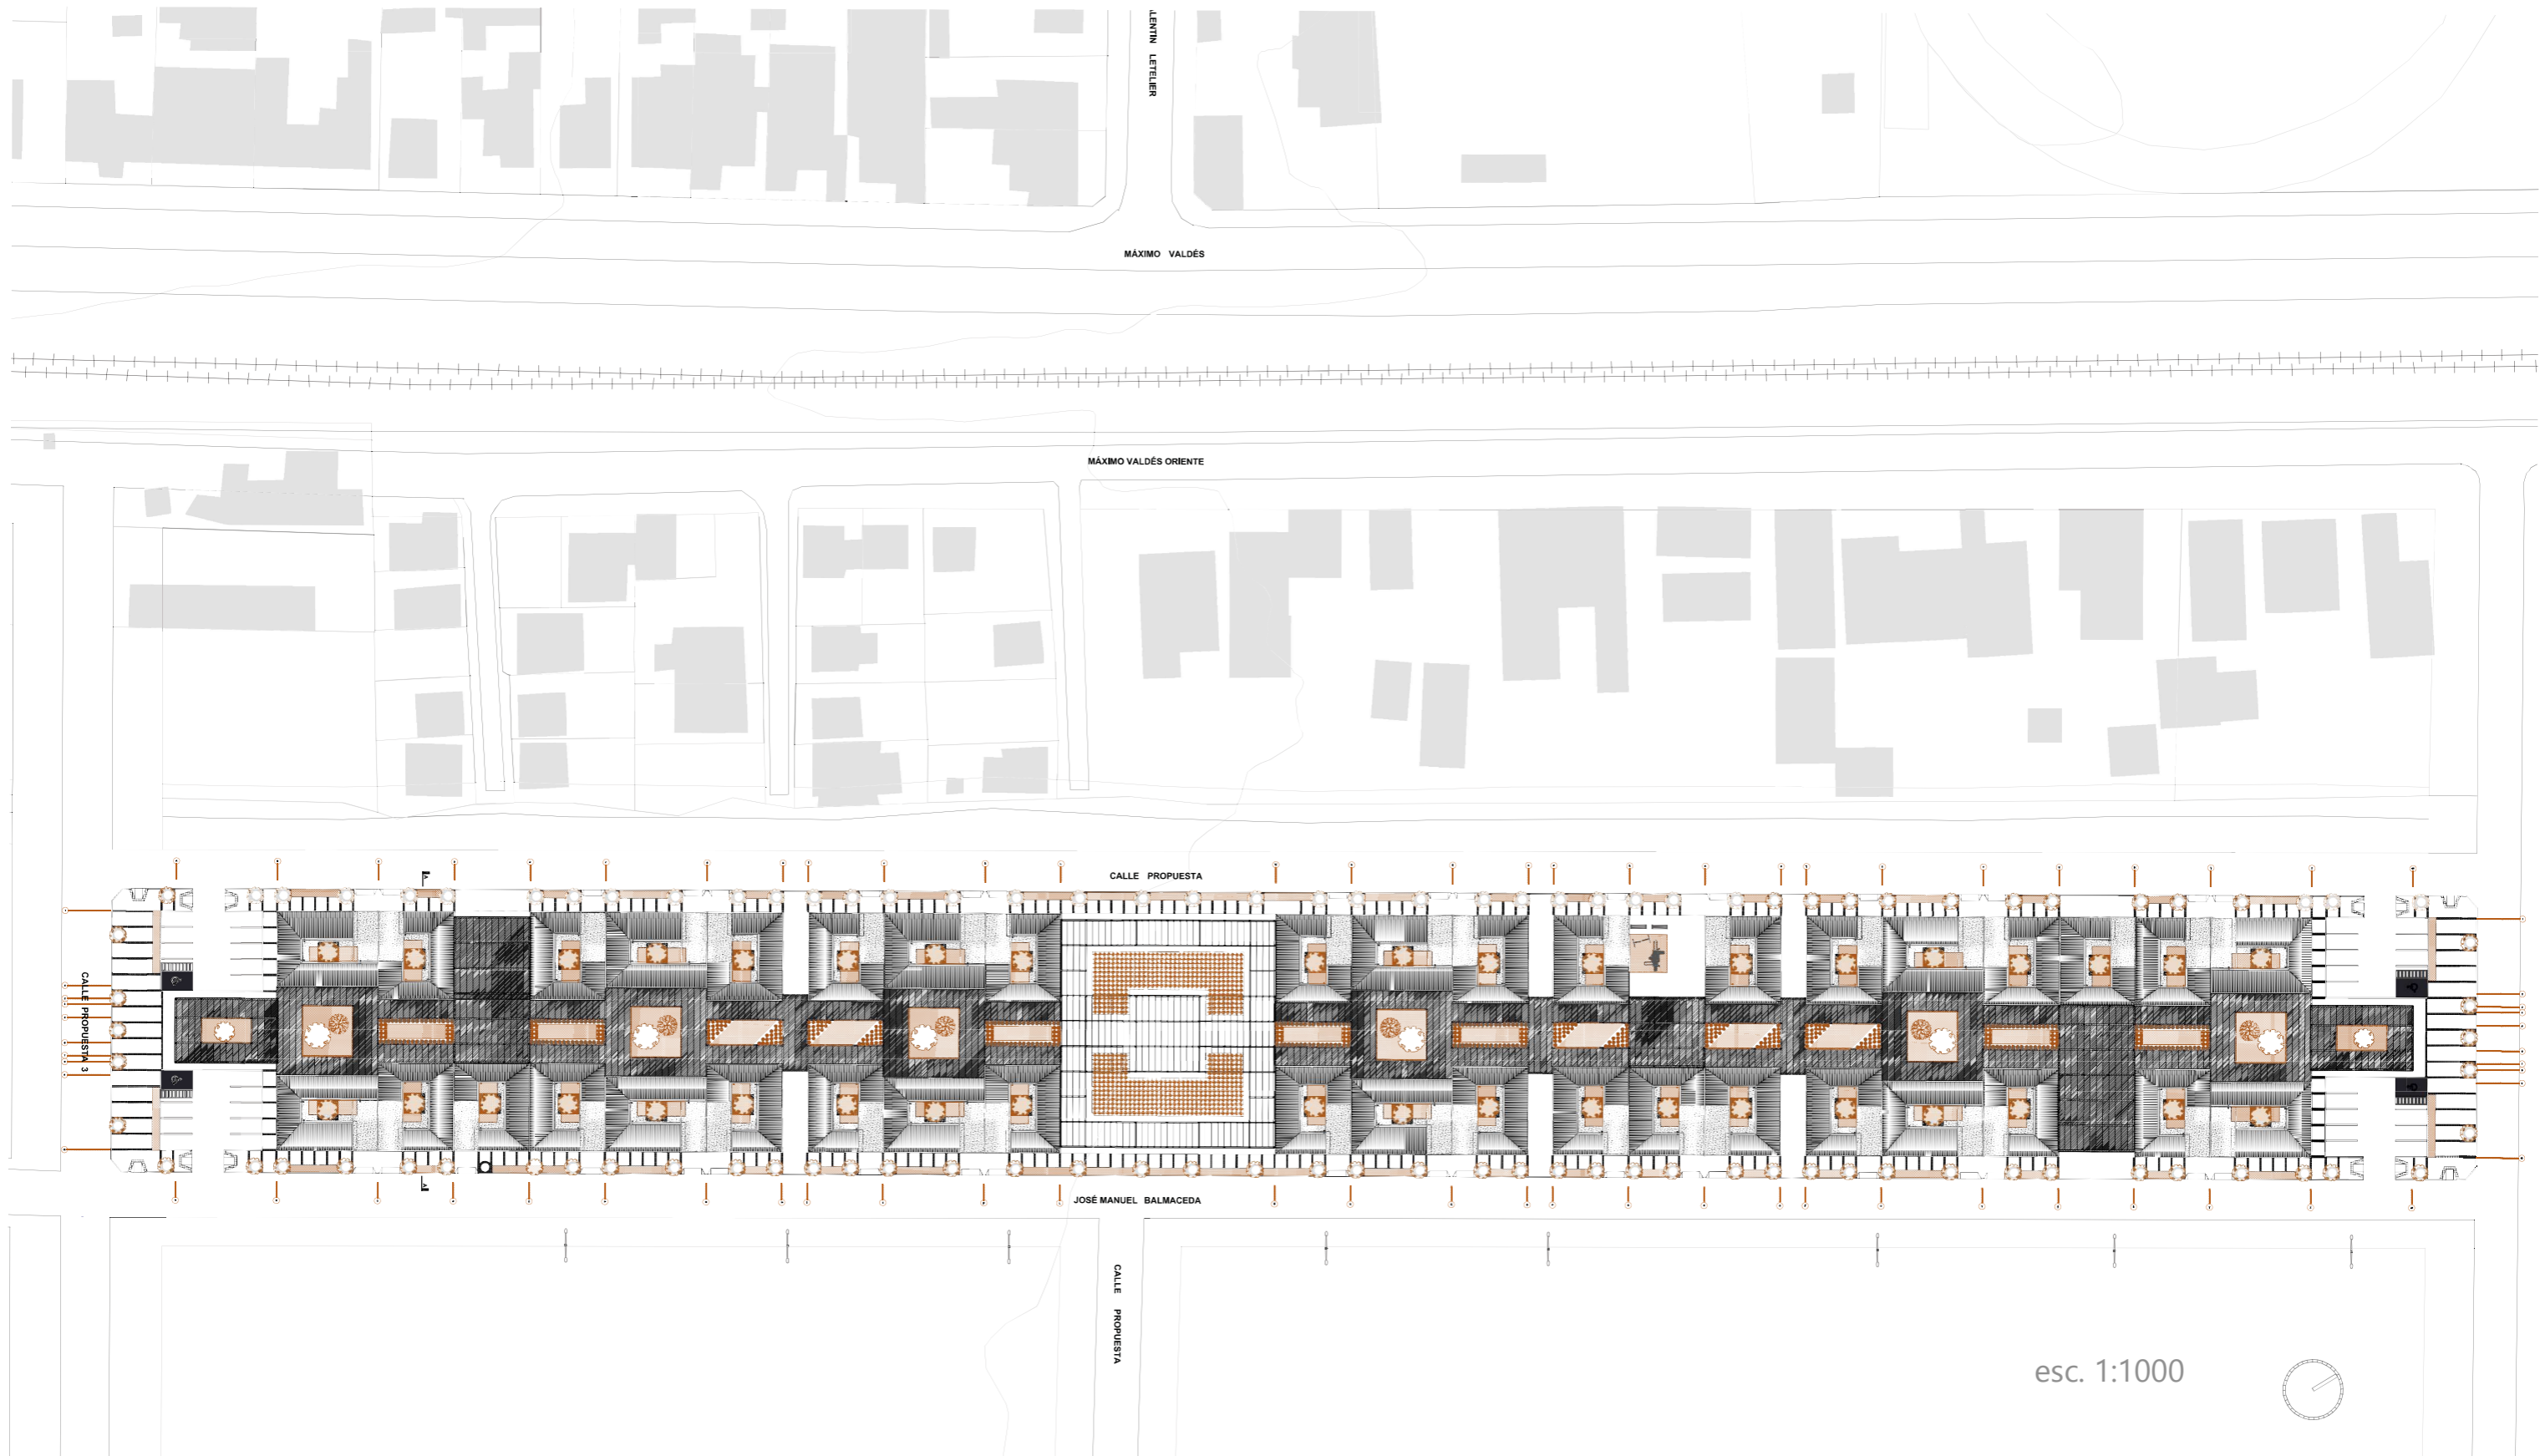 LENTIN LETELIER
MÁXIMO VALDÉS
MÁXIMO VALDÉS ORIENTE
CALLE PROPUESTA
CALLE PROPUESTA 3
JOSÉ MANUEL BALMACEDA
CALLE PROPUESTA
esc. 1:1000